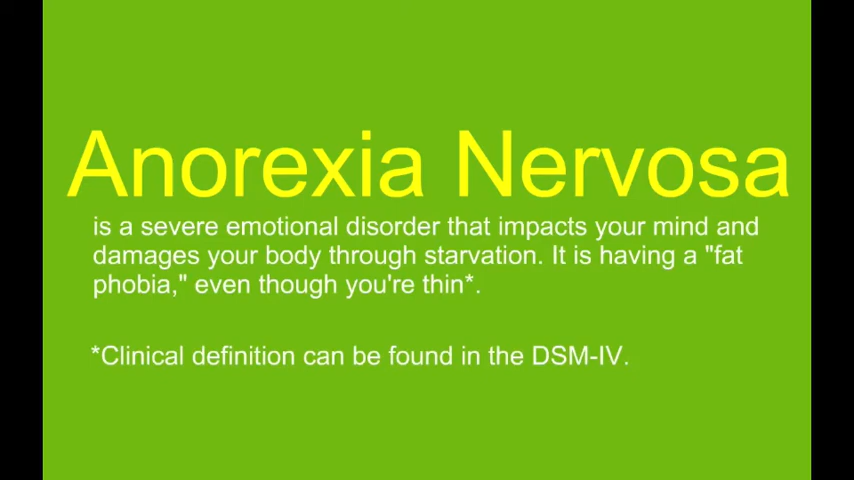 Anorexia Nervosa
is a severe emotional disorder that impacts your mind and
damages your body through starvation. It is having a "fat
phobia," even though you're thin*.
*Clinical definition can be found in the DSM-IV.